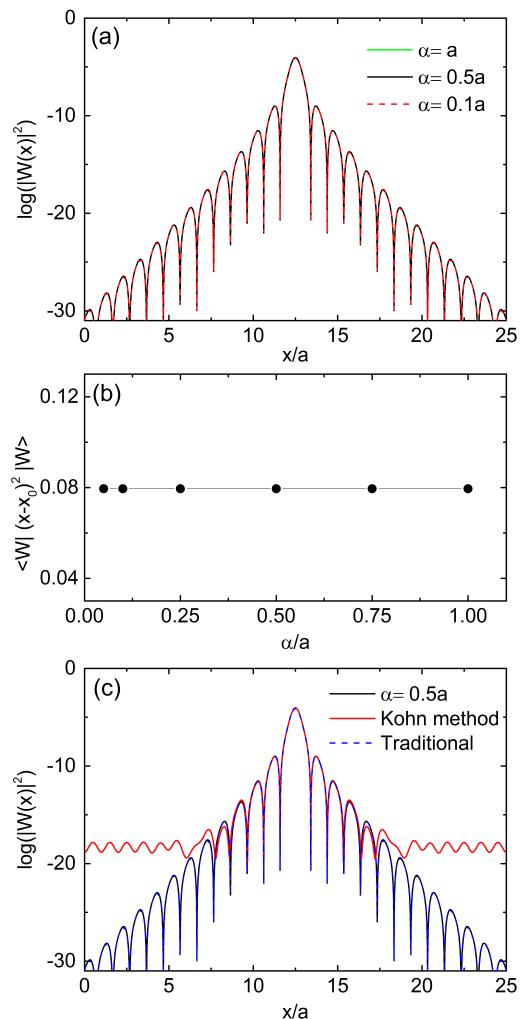 (a)
0
-10
-20
-30
log(|W(x)|²)
α= a
α= 0.5a
α= 0.1a
0 5 10 15 20 25
x/a
(b)
0.12
0.08
0.04
<W| (x-x₀)² |W>
0.00 0.25 0.50 0.75 1.00
α/a
(c)
0
-10
-20
-30
log(|W(x)|²)
α= 0.5a
Kohn method
Traditional
0 5 10 15 20 25
x/a